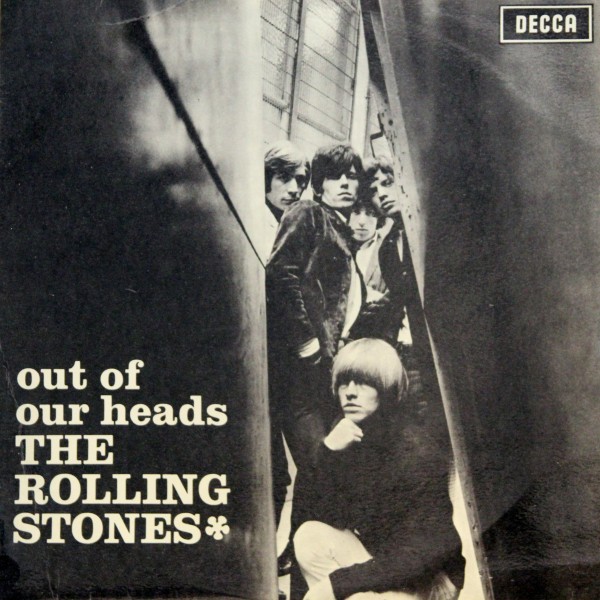 DECCA
out of
our heads
THE
ROLLING
STONES*